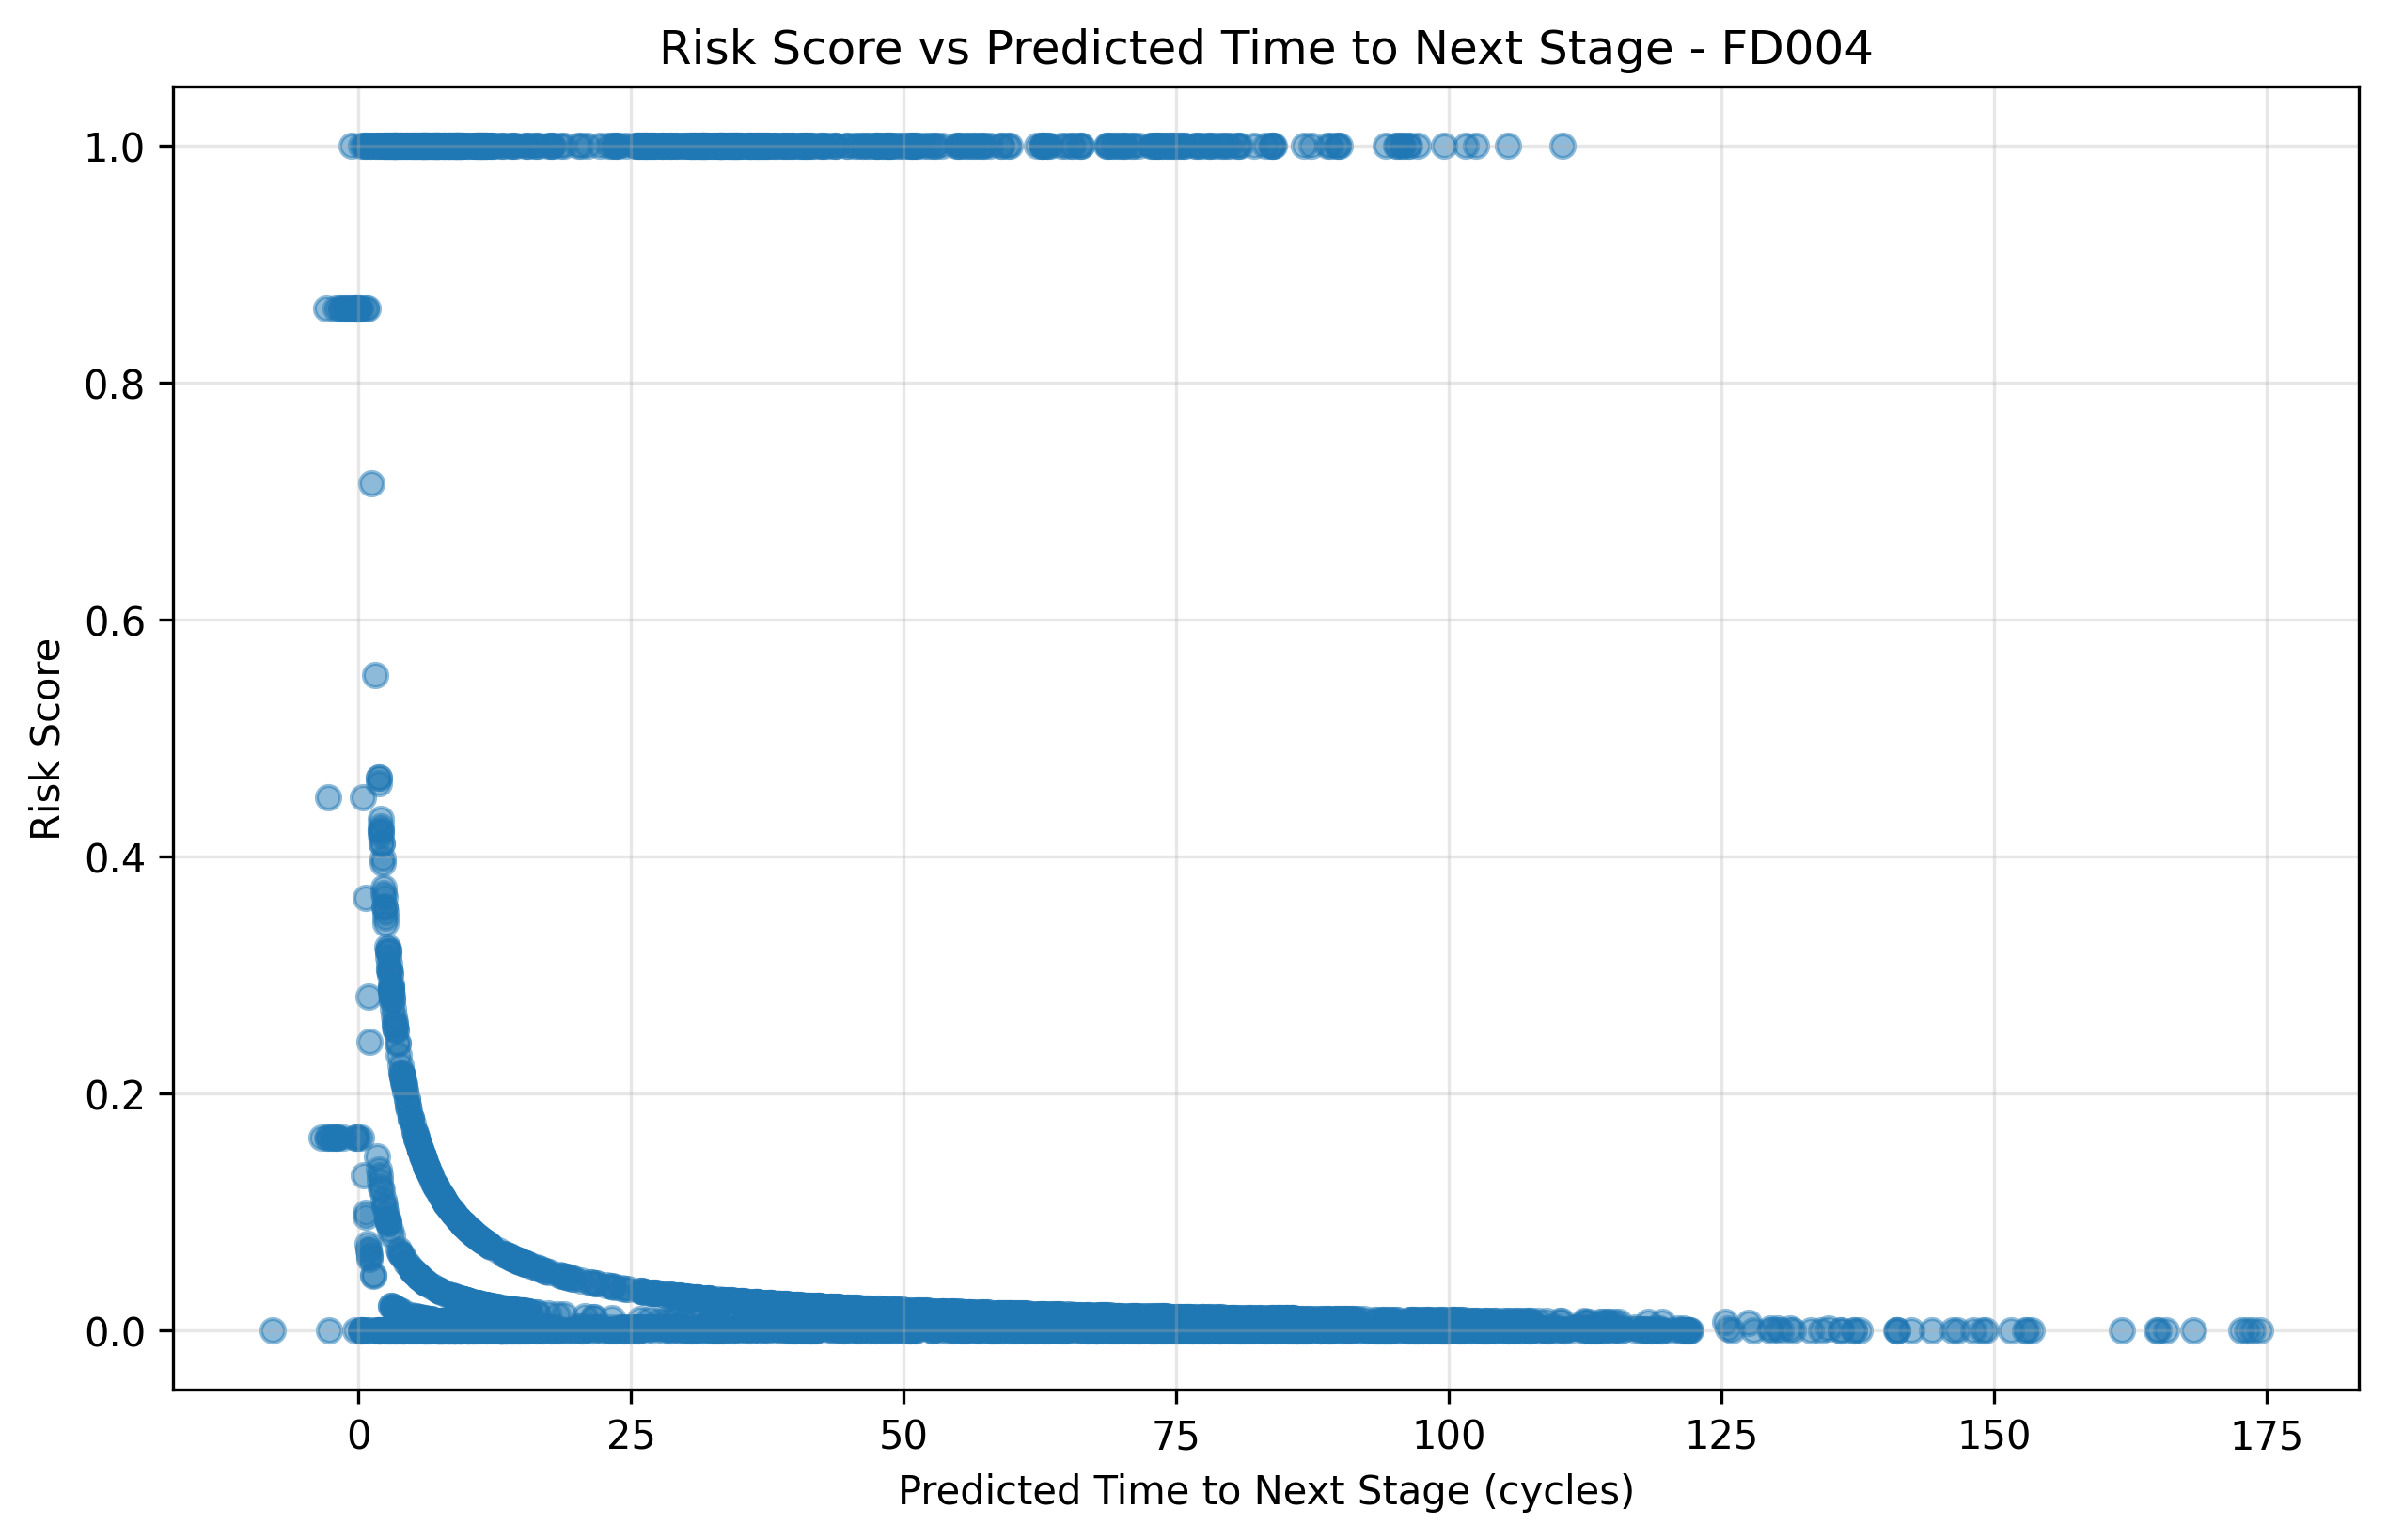 Risk Score vs Predicted Time to Next Stage - FD004
1.0
0.8
0.6
0.4
0.2
0.0
Risk Score
0 25 50 75 100 125 150 175
Predicted Time to Next Stage (cycles)